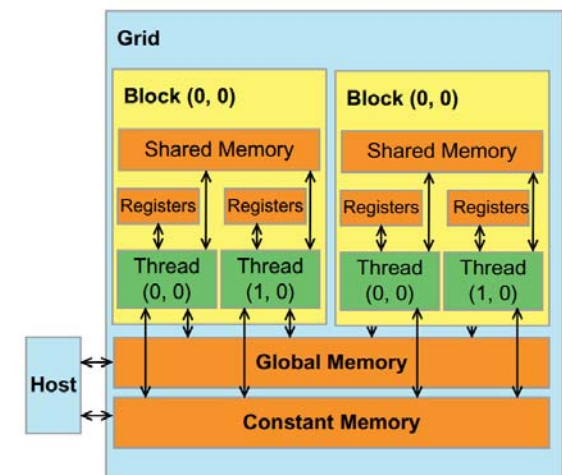 Grid
Block (0, 0)
Shared Memory
Registers
Registers
Thread
(0, 0)
Thread
(1, 0)
Block (0, 0)
Shared Memory
Registers
Registers
Thread
(0, 0)
Thread
(1, 0)
Host
Global Memory
Constant Memory